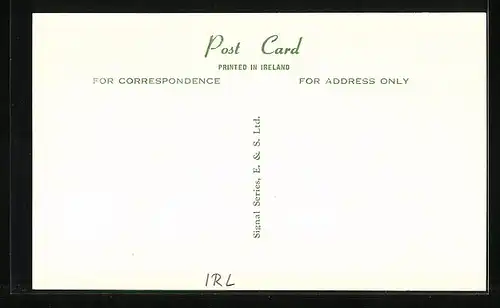 Post Card
PRINTED IN IRELAND
FOR CORRESPONDENCE
FOR ADDRESS ONLY
Signal Series, E. & S. Ltd.
IRL